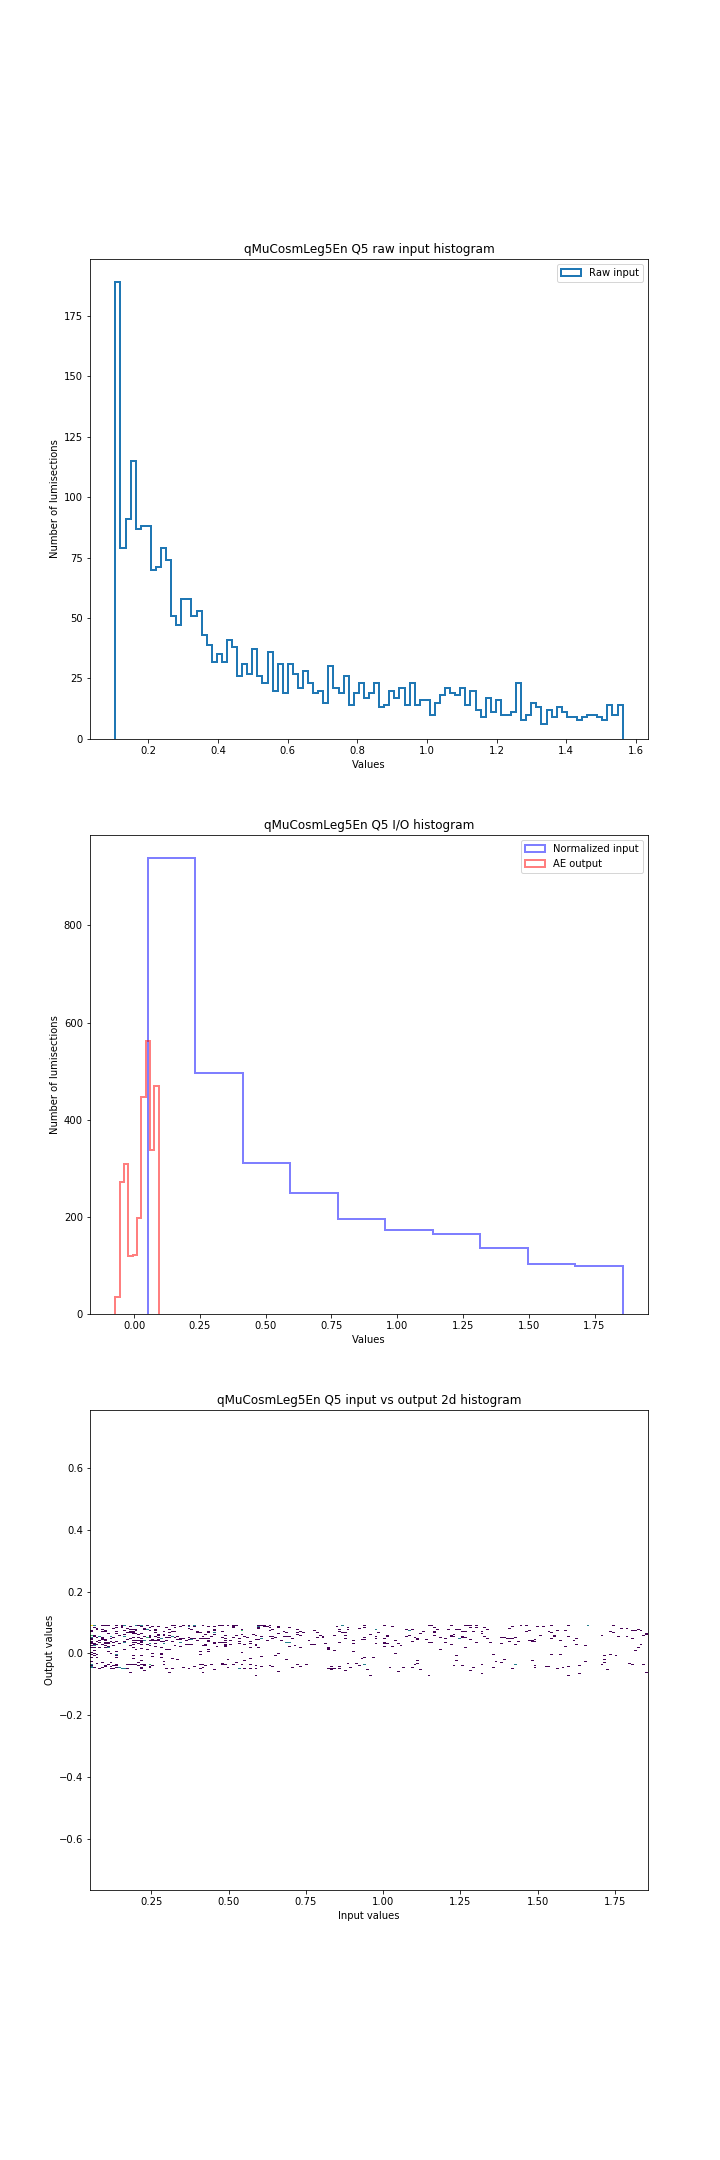 qMuCosmLeg5En Q5 raw input histogram
Raw input
175
150
125
100
75
50
25
0
Number of lumisections
0.2 0.4 0.6 0.8 1.0 1.2 1.4 1.6
Values
qMuCosmLeg5En Q5 I/O histogram
Normalized input
AE output
800
600
400
200
0
Number of lumisections
0.00 0.25 0.50 0.75 1.00 1.25 1.50 1.75
Values
qMuCosmLeg5En Q5 input vs output 2d histogram
0.6
0.4
0.2
0.0
−0.2
−0.4
−0.6
Output values
0.25 0.50 0.75 1.00 1.25 1.50 1.75
Input values